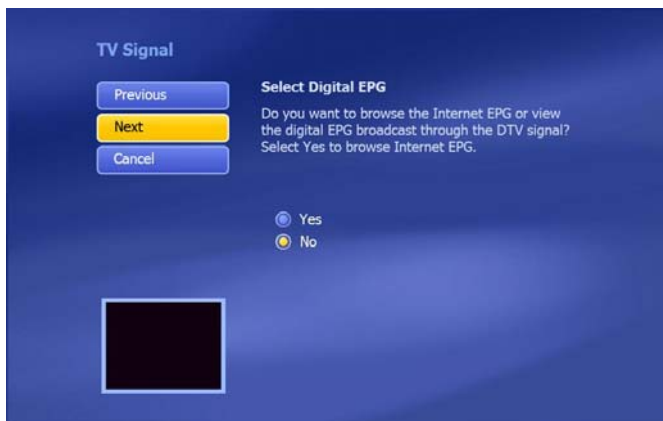 TV Signal
Previous
Next
Cancel
Select Digital EPG
Do you want to browse the Internet EPG or view
the digital EPG broadcast through the DTV signal?
Select Yes to browse Internet EPG.
Yes
No